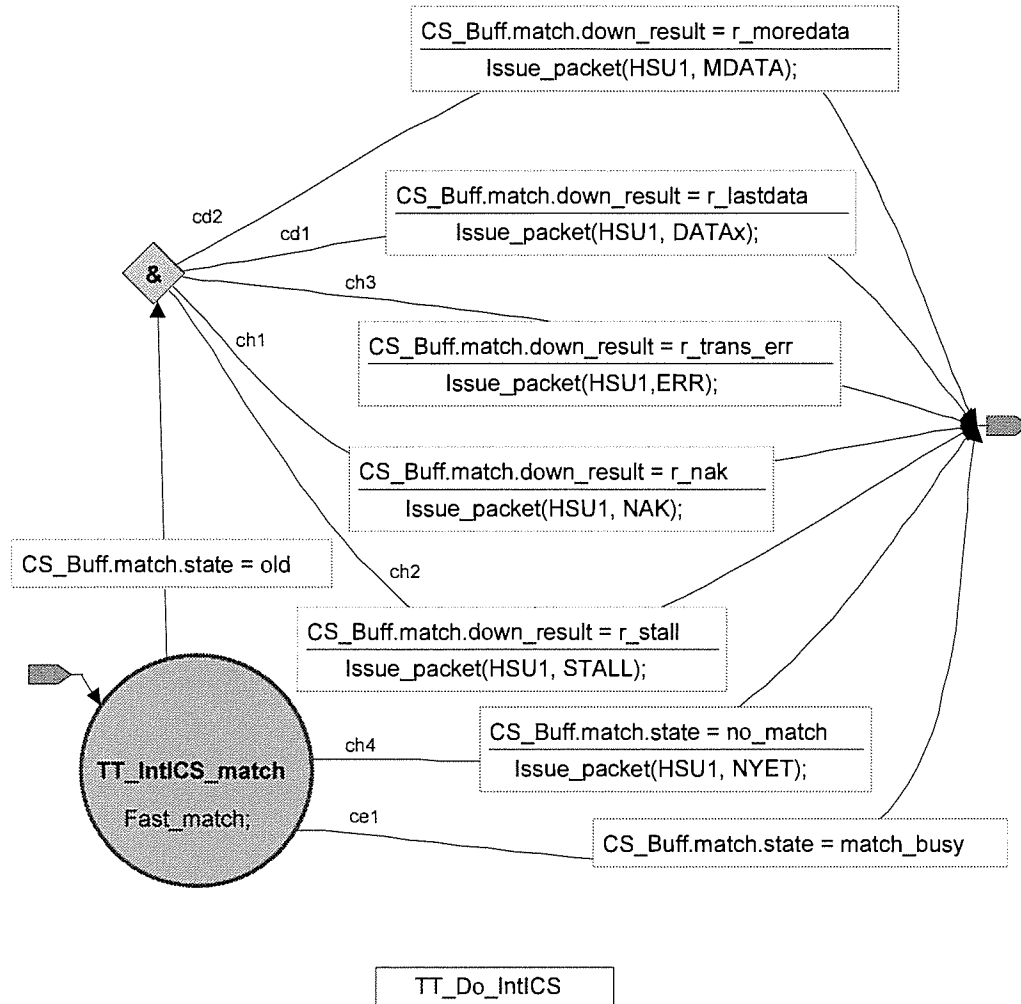 CS_Buff.match.down_result = r_moredata
Issue_packet(HSU1, MDATA);
CS_Buff.match.down_result = r_lastdata
Issue_packet(HSU1, DATAx);
cd2
cd1
&
ch3
ch1
CS_Buff.match.down_result = r_trans_err
Issue_packet(HSU1,ERR);
CS_Buff.match.down_result = r_nak
Issue_packet(HSU1, NAK);
CS_Buff.match.state = old
ch2
CS_Buff.match.down_result = r_stall
Issue_packet(HSU1, STALL);
ch4
CS_Buff.match.state = no_match
Issue_packet(HSU1, NYET);
TT_IntICS_match
Fast_match;
ce1
CS_Buff.match.state = match_busy
TT_Do_IntICS